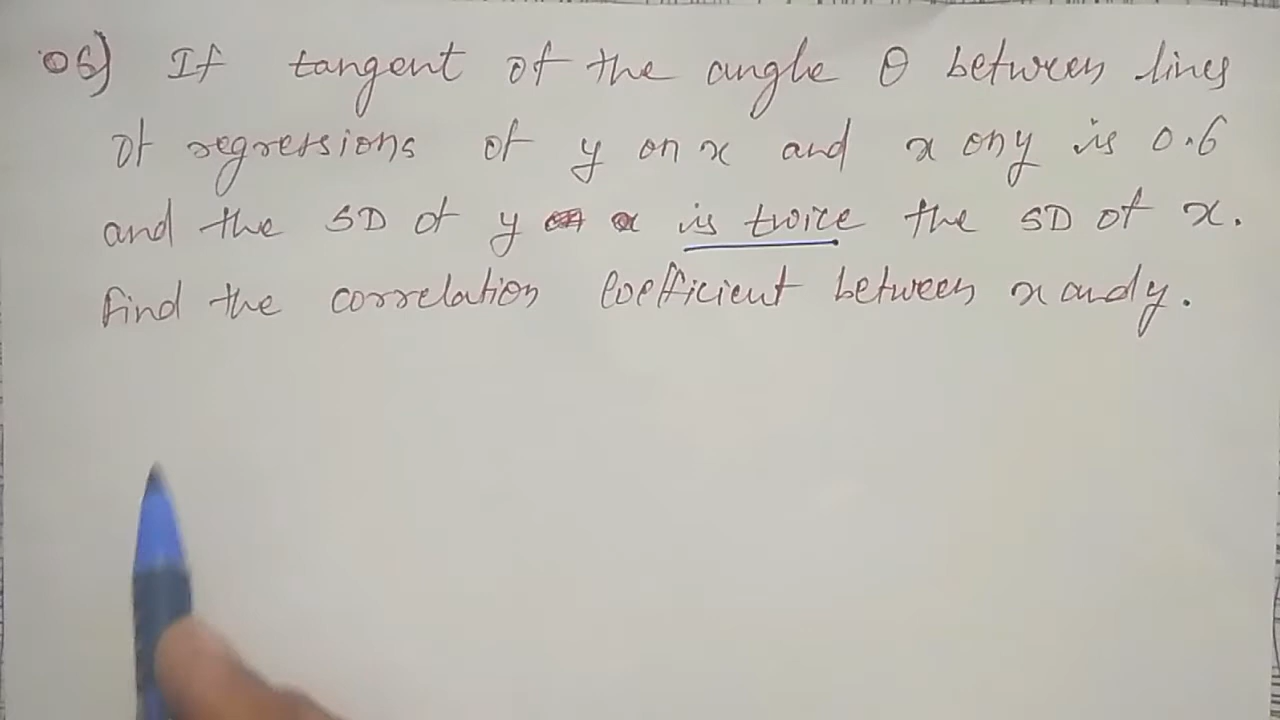 06) If tangent of the angle θ between lines
of regressions of y on x and x on y is 0.6
and the SD of y is twice the SD of x.
Find the correlation coefficient between x and y.